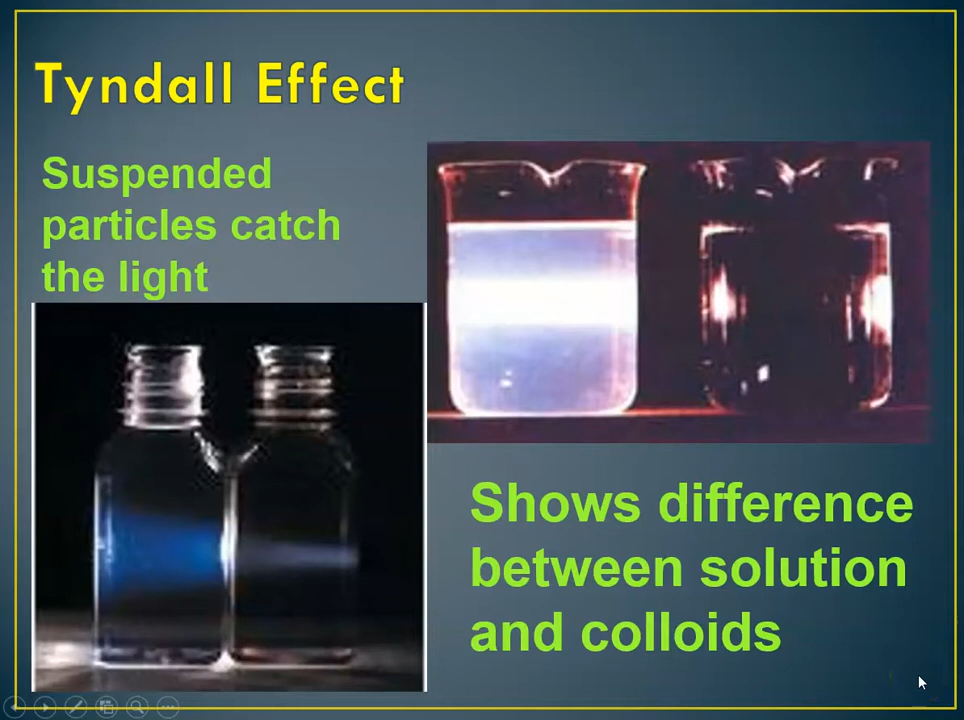 Tyndall Effect
Suspended
particles catch
the light
Shows difference
between solution
and colloids